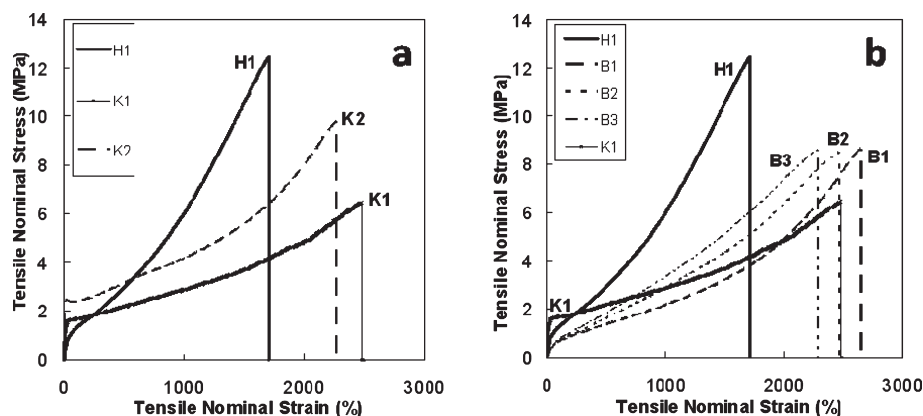 a
Tensile Nominal Stress (MPa)
14
12
10
8
6
4
2
0
H1
K1
K2
H1
K2
K1
0 1000 2000 3000
Tensile Nominal Strain (%)
b
Tensile Nominal Stress (MPa)
14
12
10
8
6
4
2
0
H1
B1
B2
B3
K1
H1
B3
B2
B1
K1
0 1000 2000 3000
Tensile Nominal Strain (%)